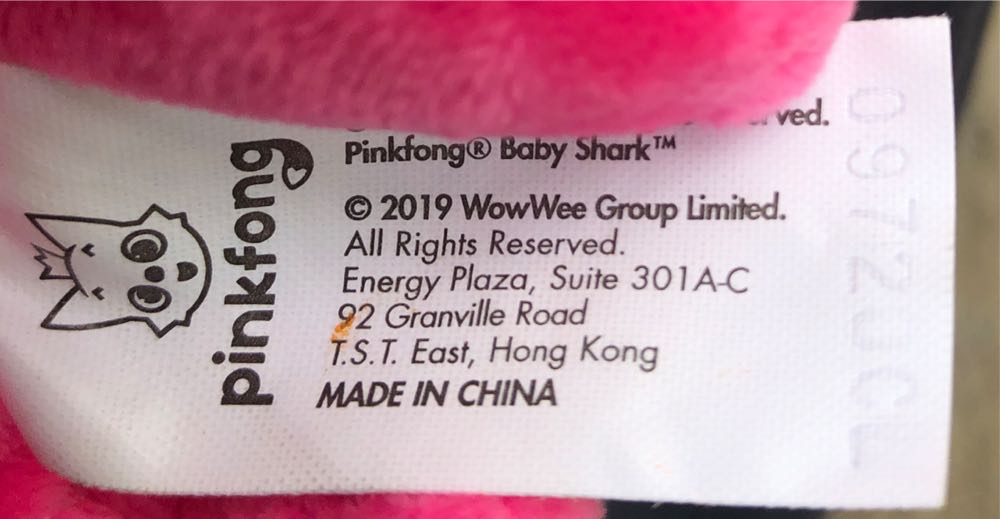 ved.
Pinkfong® Baby Shark™
© 2019 WowWee Group Limited.
All Rights Reserved.
Energy Plaza, Suite 301A-C
92 Granville Road
T.S.T. East, Hong Kong
MADE IN CHINA
pinkfong